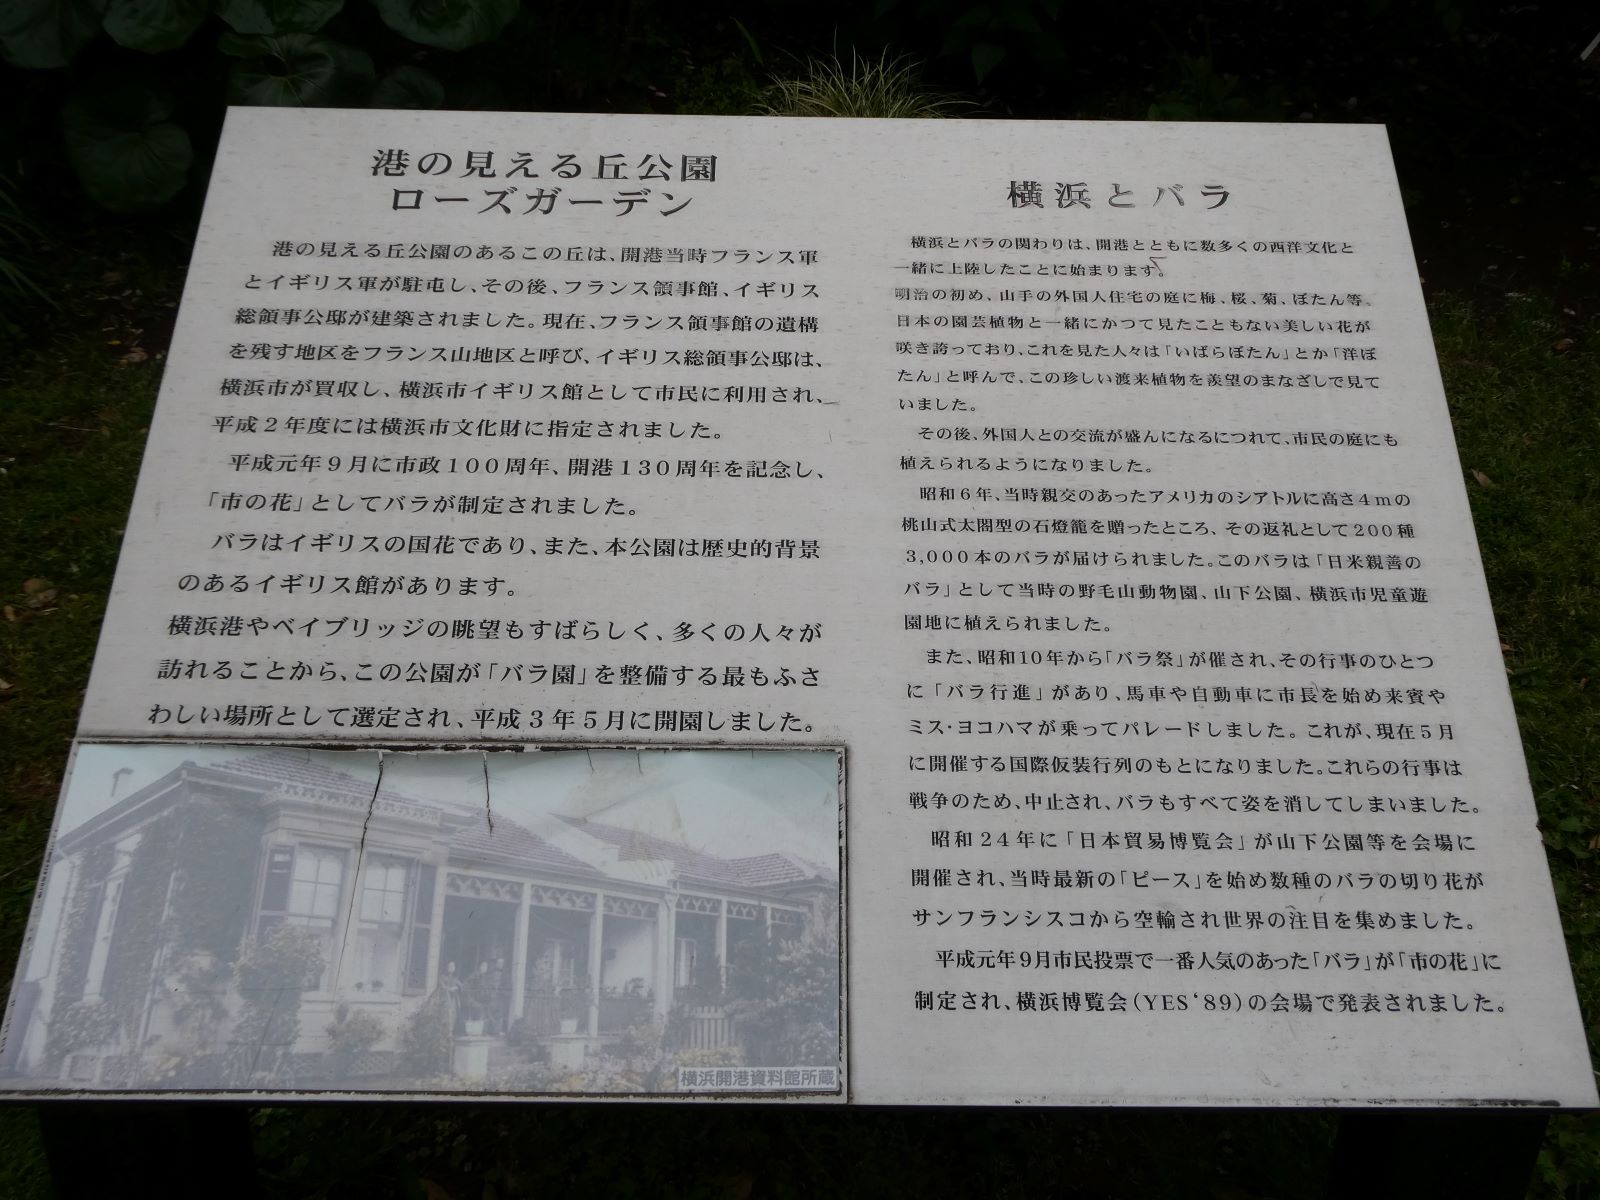 港の見える丘公園
ローズガーデン
港の見える丘公園のあるこの丘は、開港当時フランス軍
とイギリス軍が駐屯し、その後、フランス領事館、イギリス
総領事公邸が建築されました。現在、フランス領事館の遺構
を残す地区をフランス山地区と呼び、イギリス総領事公邸は、
横浜市が買収し、横浜市イギリス館として市民に利用され、
平成2年度には横浜市文化財に指定されました。
平成元年9月に市政100周年、開港130周年を記念し、
「市の花」としてバラが制定されました。
バラはイギリスの国花であり、また、本公園は歴史的背景
のあるイギリス館があります。
横浜港やベイブリッジの眺望もすばらしく、多くの人々が
訪れることから、この公園が「バラ園」を整備する最もふさ
わしい場所として選定され、平成3年5月に開園しました。
横浜開港資料館所蔵
横浜とバラ
横浜とバラの関わりは、開港とともに数多くの西洋文化と
一緒に上陸したことに始まります。
明治の初め、山手の外国人住宅の庭に梅、桜、菊、ぼたん等、
日本の園芸植物と一緒にかつて見たこともない美しい花が
咲き誇っており、これを見た人々は「いばらぼたん」とか「洋ぼ
たん」と呼んで、この珍しい渡来植物を羨望のまなざしで見て
いました。
その後、外国人との交流が盛んになるにつれて、市民の庭にも
植えられるようになりました。
昭和6年、当時親交のあったアメリカのシアトルに高さ4mの
桃山式太閤型の石燈籠を贈ったところ、その返礼として200種
3,000本のバラが届けられました。このバラは「日米親善の
バラ」として当時の野毛山動物園、山下公園、横浜市児童遊
園地に植えられました。
また、昭和10年から「バラ祭」が催され、その行事のひとつ
に「バラ行進」があり、馬車や自動車に市長を始め来賓や
ミス・ヨコハマが乗ってパレードしました。これが、現在5月
に開催する国際仮装行列のもとになりました。これらの行事は
戦争のため、中止され、バラもすべて姿を消してしまいました。
昭和24年に「日本貿易博覧会」が山下公園等を会場に
開催され、当時最新の「ピース」を始め数種のバラの切り花が
サンフランシスコから空輸され世界の注目を集めました。
平成元年9月市民投票で一番人気のあった「バラ」が「市の花」に
制定され、横浜博覧会(YES‘89)の会場で発表されました。